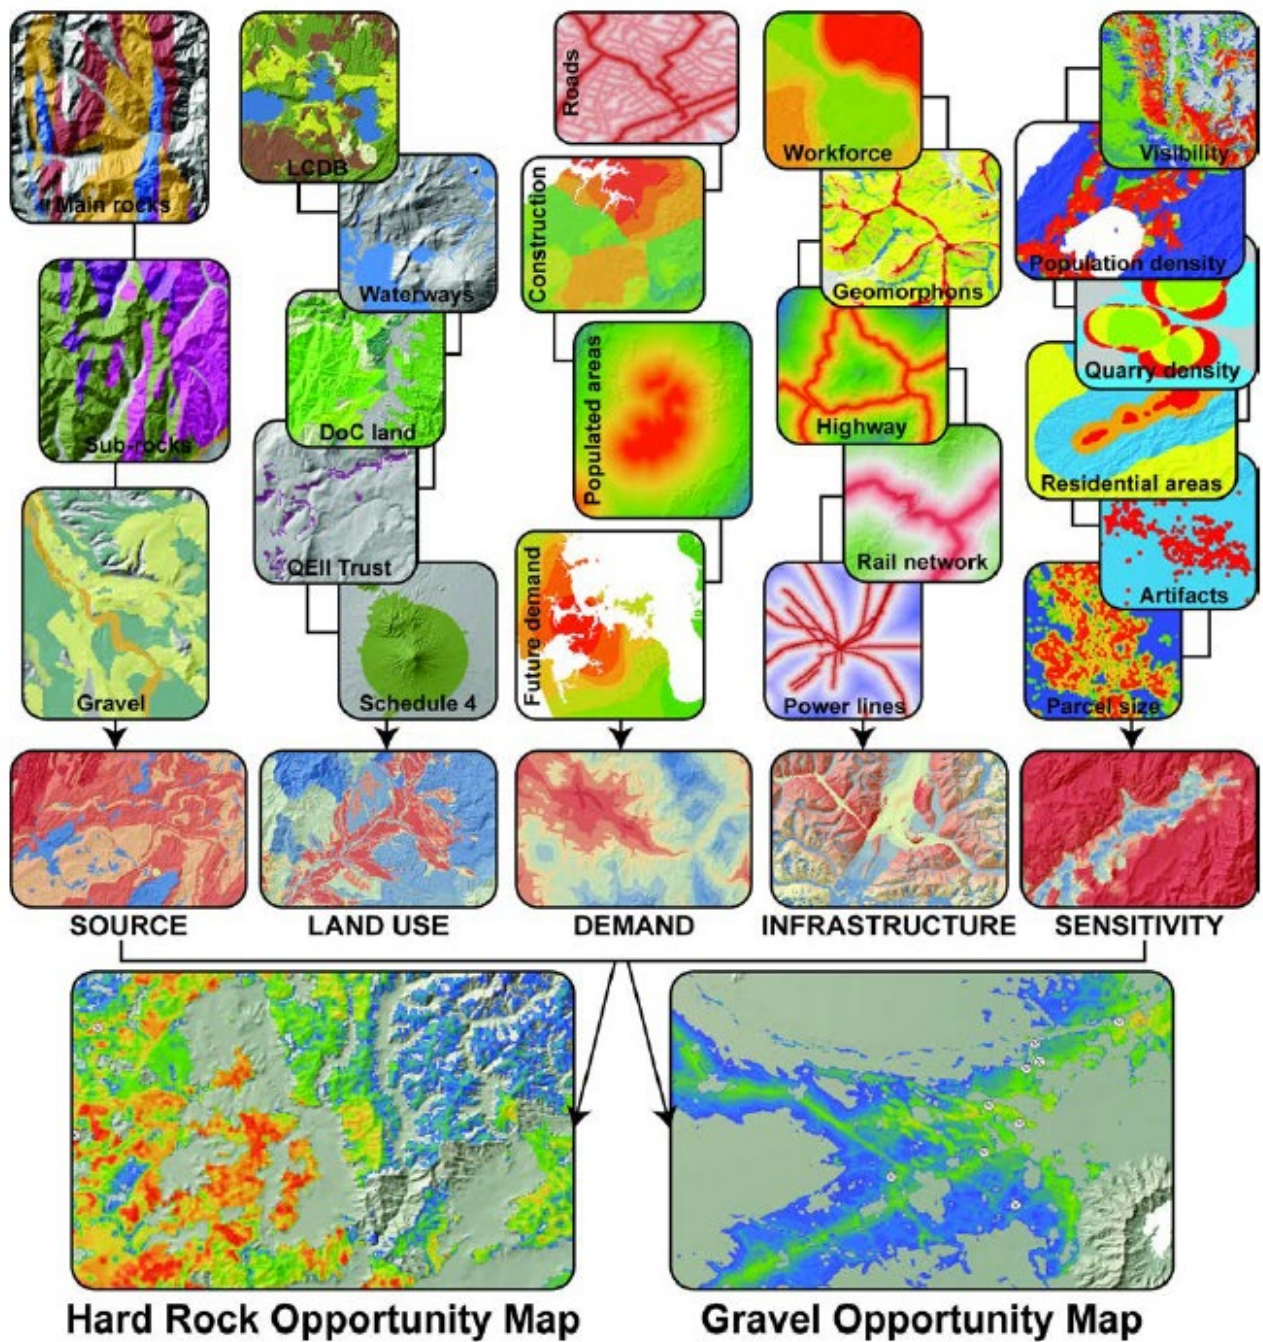 Main rocks
Sub-rocks
Gravel
SOURCE
LCDB
Waterways
DoC land
QEII Trust
Schedule 4
LAND USE
Roads
Construction
Populated areas
Future demand
DEMAND
Workforce
Geomorphons
Highway
Rail network
Power lines
INFRASTRUCTURE
Visibility
Population density
Quarry density
Residential areas
Artifacts
Parcel size
SENSITIVITY
Hard Rock Opportunity Map
Gravel Opportunity Map